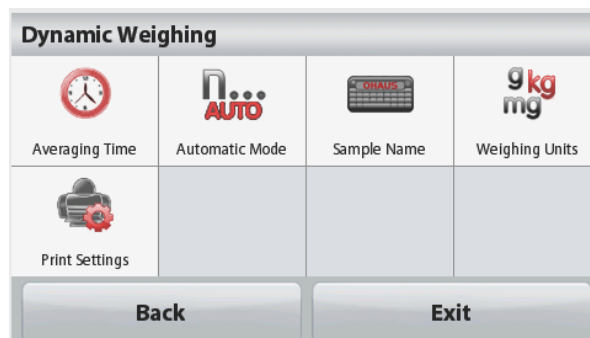 Dynamic Weighing
n...
AUTO
OHAUS
g kg
mg
Averaging Time
Automatic Mode
Sample Name
Weighing Units
Print Settings
Back
Exit